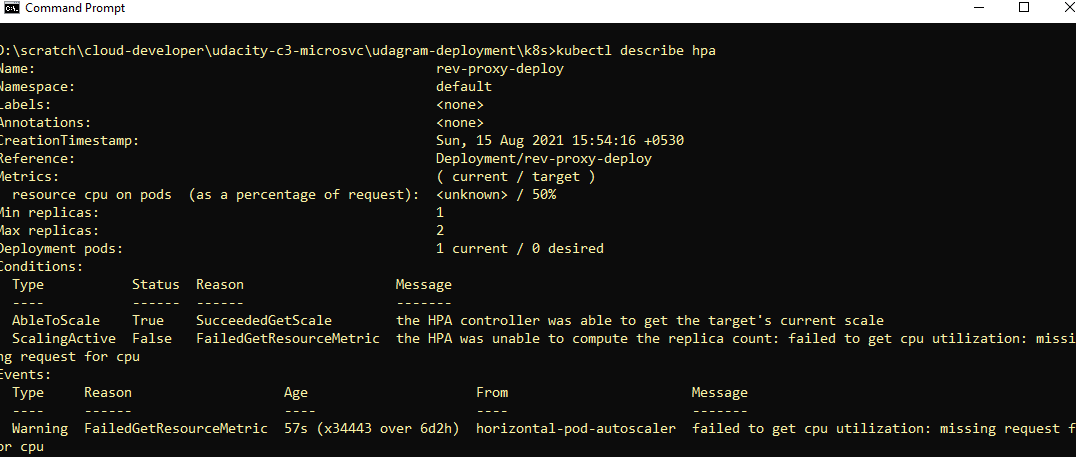 Command Prompt
D:\scratch\cloud-developer\udacity-c3-microsvc\udagram-deployment\k8s>kubectl describe hpa
Name: rev-proxy-deploy
Namespace: default
Labels: <none>
Annotations: <none>
CreationTimestamp: Sun, 15 Aug 2021 15:54:16 +0530
Reference: Deployment/rev-proxy-deploy
Metrics: ( current / target )
resource cpu on pods (as a percentage of request): <unknown> / 50%
Min replicas: 1
Max replicas: 2
Deployment pods: 1 current / 0 desired
Conditions:
Type Status Reason Message
---- ------ ------ -------
AbleToScale True SucceededGetScale the HPA controller was able to get the target's current scale
ScalingActive False FailedGetResourceMetric the HPA was unable to compute the replica count: failed to get cpu utilization: missi
ng request for cpu
Events:
Type Reason Age From Message
---- ------ ---- ---- -------
Warning FailedGetResourceMetric 57s (x34443 over 6d2h) horizontal-pod-autoscaler failed to get cpu utilization: missing request f
or cpu